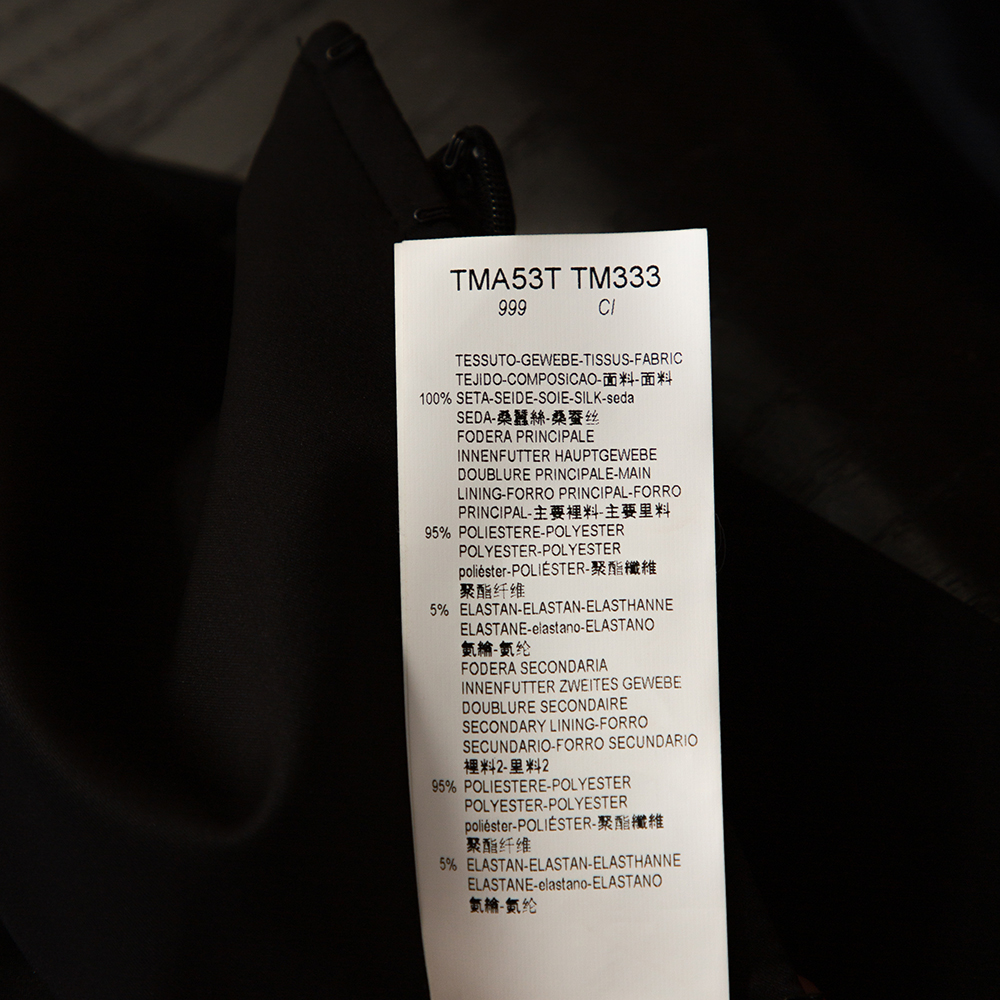 TMA53T TM333
999 CI
TESSUTO-GEWEBE-TISSUS-FABRIC
TEJIDO-COMPOSICAO-面料-面料
100% SETA-SEIDE-SOIE-SILK-seda
SEDA-桑蠶絲-桑蚕丝
FODERA PRINCIPALE
INNENFUTTER HAUPTGEWEBE
DOUBLURE PRINCIPALE-MAIN
LINING-FORRO PRINCIPAL-FORRO
PRINCIPAL-主要裡料-主要里料
95% POLIESTERE-POLYESTER
POLYESTER-POLYESTER
poliéster-POLIÉSTER-聚酯纖維
聚酯纤维
5% ELASTAN-ELASTAN-ELASTHANNE
ELASTANE-elastano-ELASTANO
氨綸-氨纶
FODERA SECONDARIA
INNENFUTTER ZWEITES GEWEBE
DOUBLURE SECONDAIRE
SECONDARY LINING-FORRO
SECUNDARIO-FORRO SECUNDARIO
裡料2-里料2
95% POLIESTERE-POLYESTER
POLYESTER-POLYESTER
poliéster-POLIÉSTER-聚酯纖維
聚酯纤维
5% ELASTAN-ELASTAN-ELASTHANNE
ELASTANE-elastano-ELASTANO
氨綸-氨纶